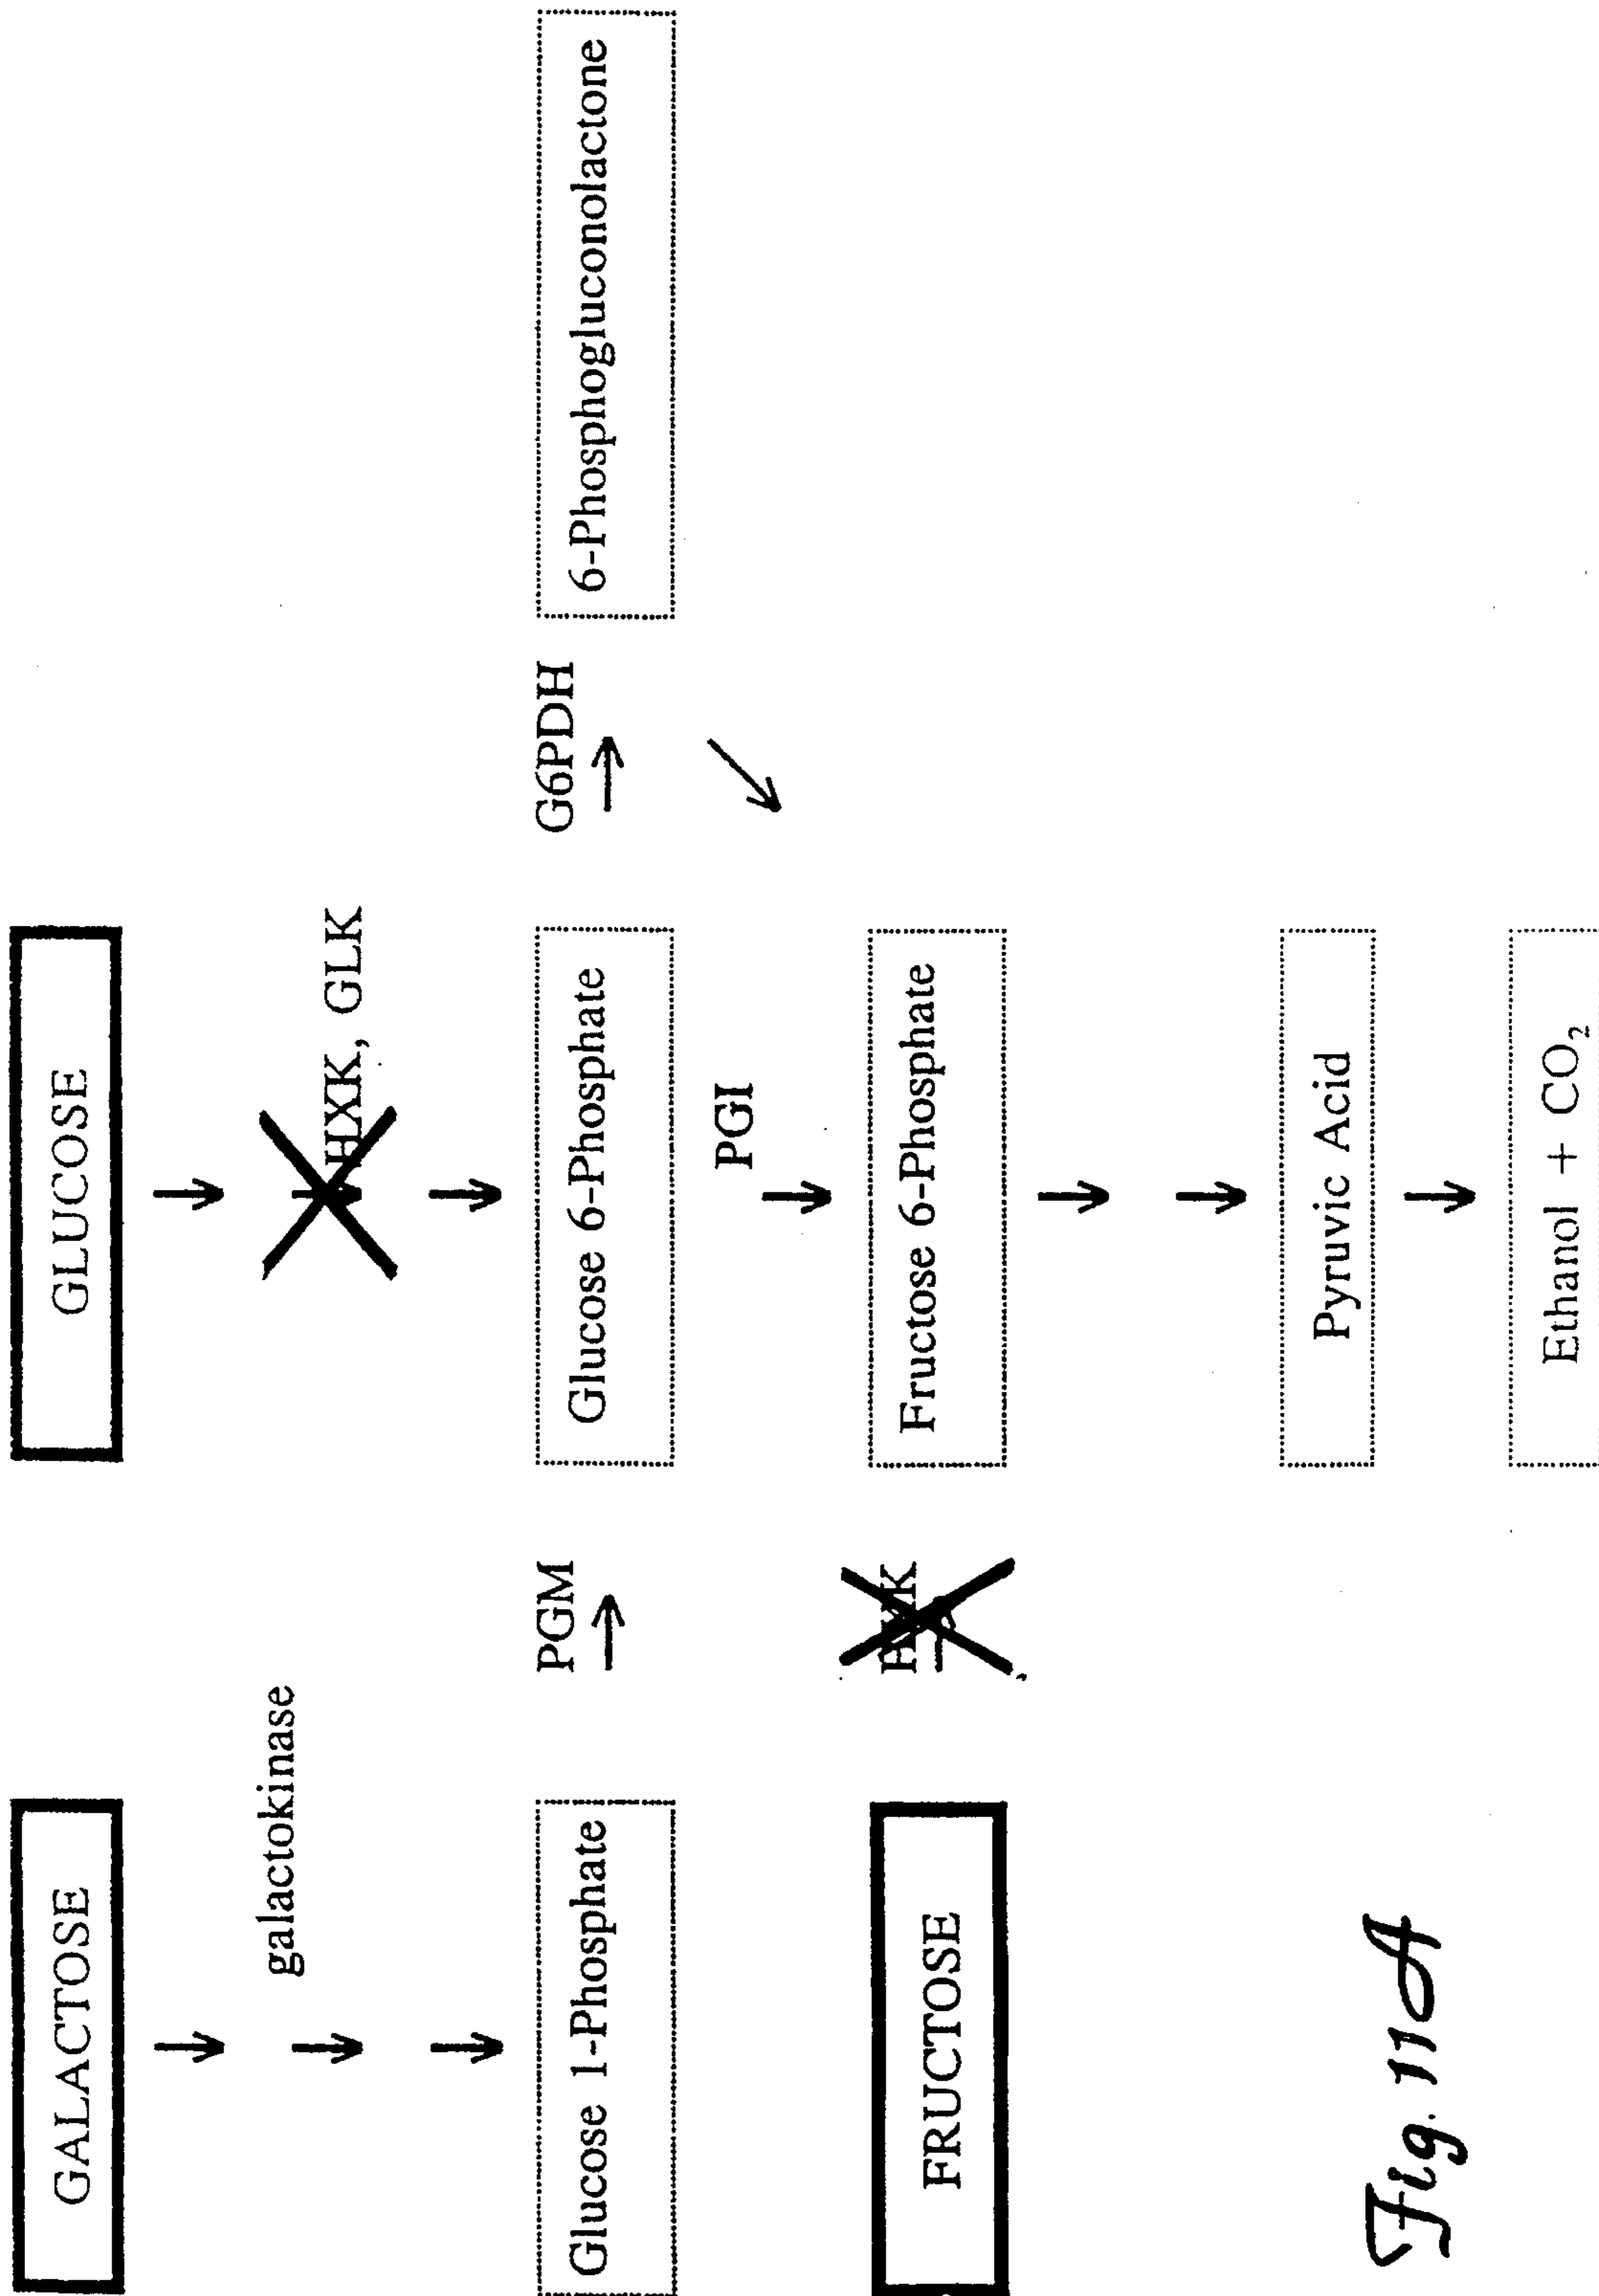 GALACTOSE
GLUCOSE
galactokinase
HXK, GLK
PGM
G6PDH
Glucose 1-Phosphate
Glucose 6-Phosphate
6-Phosphogluconolactone
PGI
HXK
FRUCTOSE
Fructose 6-Phosphate
Pyruvic Acid
Fig. 11A
Ethanol + CO₂